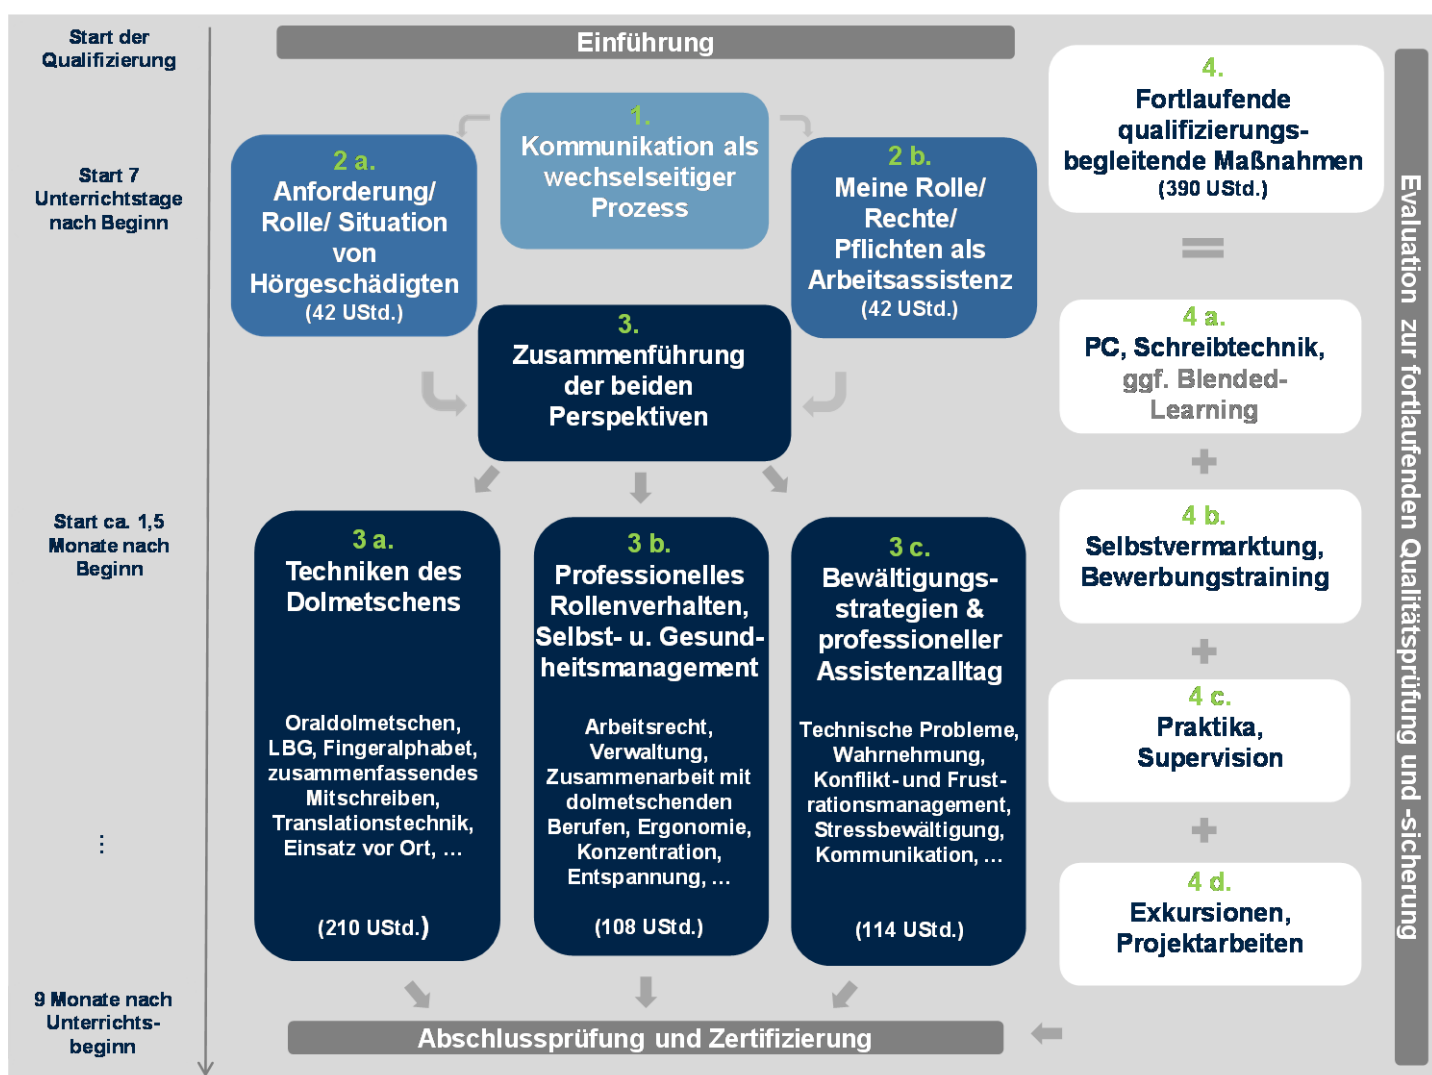 Start der
Qualifizierung
Einführung
Start 7
Unterrichtstage
nach Beginn
1.
Kommunikation als
wechselseitiger
Prozess
2 a.
Anforderung/
Rolle/ Situation
von
Hörgeschädigten
(42 UStd.)
2 b.
Meine Rolle/
Rechte/
Pflichten als
Arbeitsassistenz
(42 UStd.)
3.
Zusammenführung
der beiden
Perspektiven
Start ca. 1,5
Monate nach
Beginn
3 a.
Techniken des
Dolmetschens
Oraldolmetschen,
LBG, Fingeralphabet,
zusammenfassendes
Mitschreiben,
Translationstechnik,
Einsatz vor Ort, …
(210 UStd.)
3 b.
Professionelles
Rollenverhalten,
Selbst- u. Gesund-
heitsmanagement
Arbeitsrecht,
Verwaltung,
Zusammenarbeit mit
dolmetschenden
Berufen, Ergonomie,
Konzentration,
Entspannung, …
(108 UStd.)
3 c.
Bewältigungs-
strategien &
professioneller
Assistenzalltag
Technische Probleme,
Wahrnehmung,
Konflikt- und Frust-
rationsmanagement,
Stressbewältigung,
Kommunikation, …
(114 UStd.)
⋮
9 Monate nach
Unterrichts-
beginn
Abschlussprüfung und Zertifizierung
4.
Fortlaufende
qualifizierungs-
begleitende Maßnahmen
(390 UStd.)
=
4 a.
PC, Schreibtechnik,
ggf. Blended-
Learning
+
4 b.
Selbstvermarktung,
Bewerbungstraining
+
4 c.
Praktika,
Supervision
+
4 d.
Exkursionen,
Projektarbeiten
Evaluation zur fortlaufenden Qualitätsprüfung und -sicherung